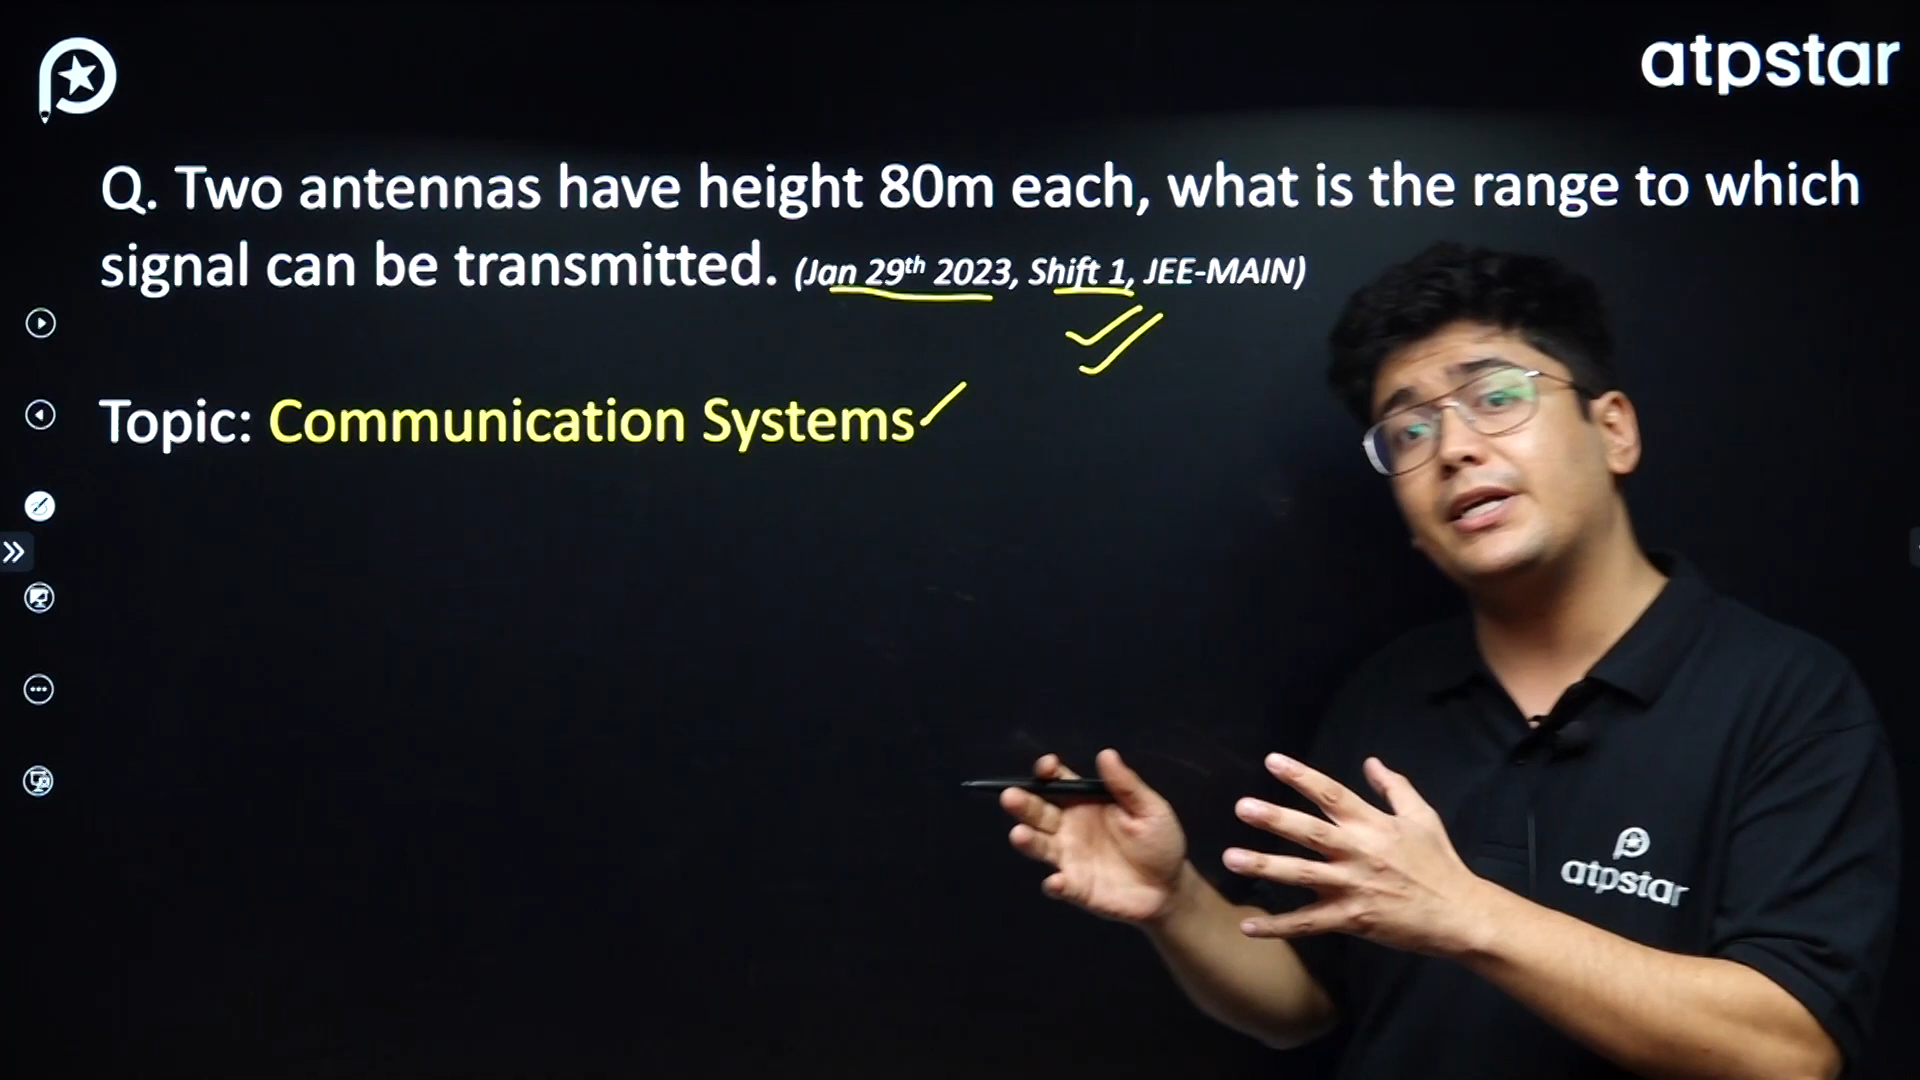 atpstar
Q. Two antennas have height 80m each, what is the range to which
signal can be transmitted. (Jan 29th 2023, Shift 1, JEE-MAIN)
Topic: Communication Systems
atpstar